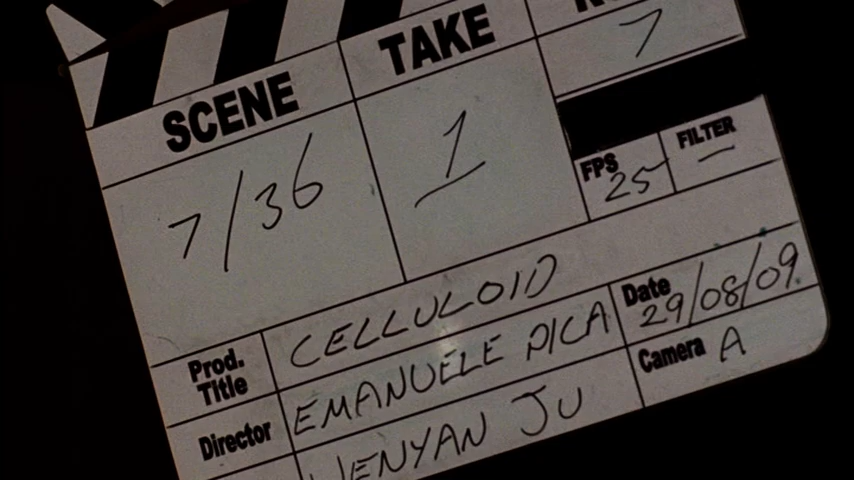 SCENE TAKE
7/36 1 7
FPS 25 FILTER –
Prod. Title CELLULOID
Director EMANUELE PICA Date 29/08/09
WENYAN JU Camera A